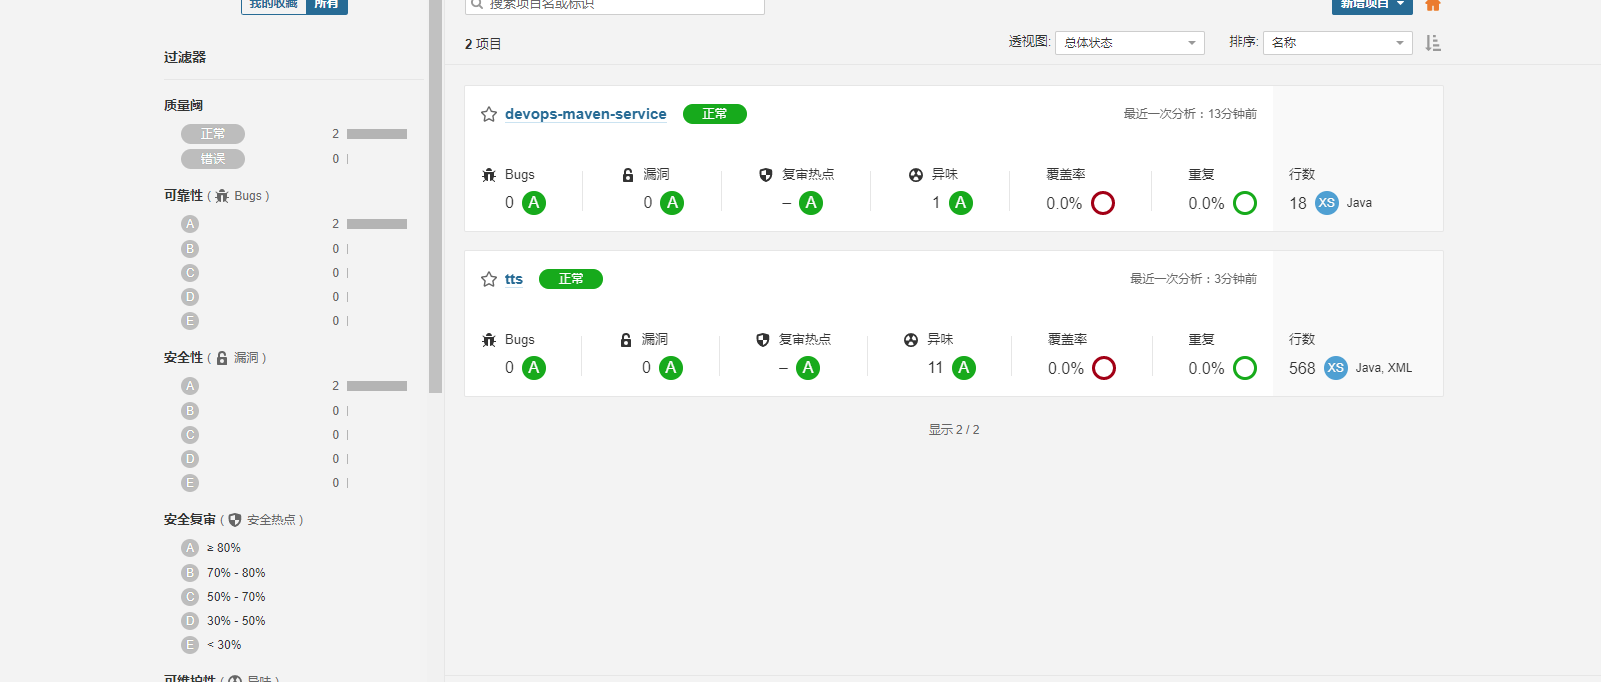 我的收藏 所有
过滤器
质量阀
正常 2
错误 0
可靠性 ( Bugs )
A 2
B 0
C 0
D 0
E 0
安全性 ( 漏洞 )
A 2
B 0
C 0
D 0
E 0
安全复审 ( 安全热点 )
A ≥ 80%
B 70% - 80%
C 50% - 70%
D 30% - 50%
E < 30%
可维护性 ( 异味 )
搜索项目名或标识
新增项目
2 项目
透视图: 总体状态 排序: 名称
devops-maven-service 正常 最近一次分析：13分钟前
Bugs 漏洞 复审热点 异味 覆盖率 重复 行数
0 A 0 A – A 1 A 0.0% 0.0% 18 XS Java
tts 正常 最近一次分析：3分钟前
Bugs 漏洞 复审热点 异味 覆盖率 重复 行数
0 A 0 A – A 11 A 0.0% 0.0% 568 XS Java, XML
显示 2 / 2